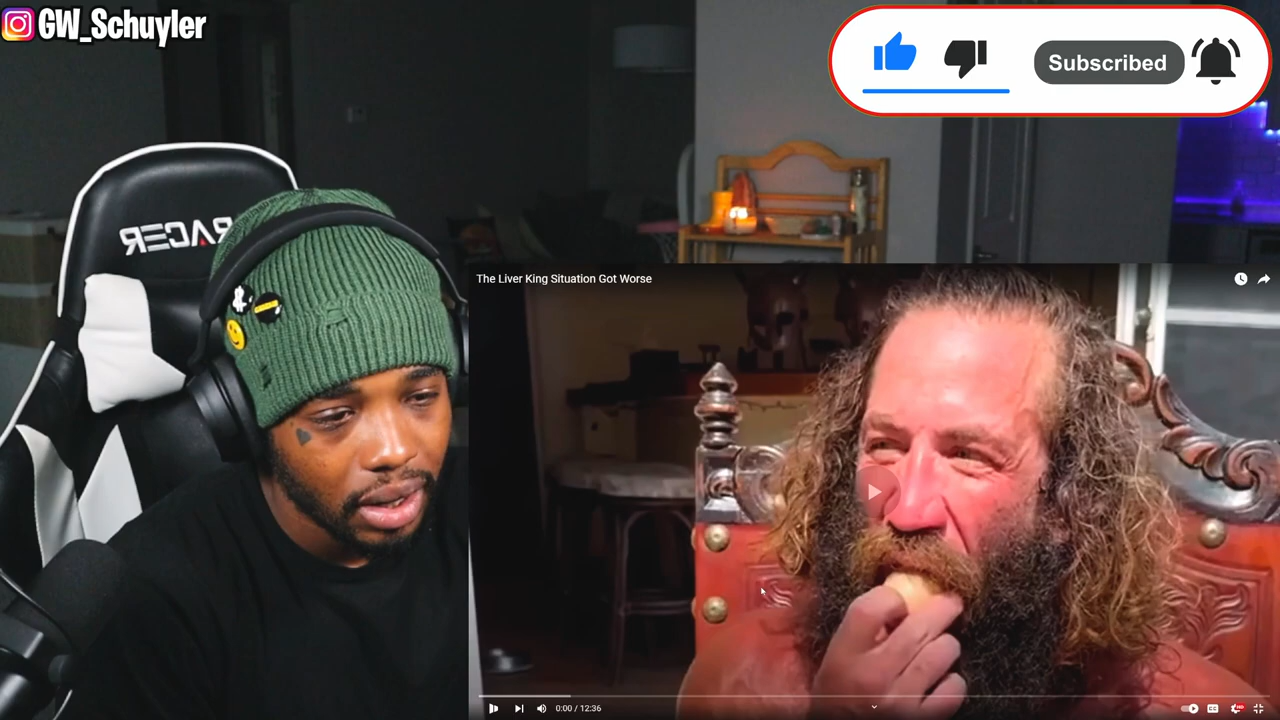 GW_Schuyler
Subscribed
RACER
The Liver King Situation Got Worse
0:00 / 12:36